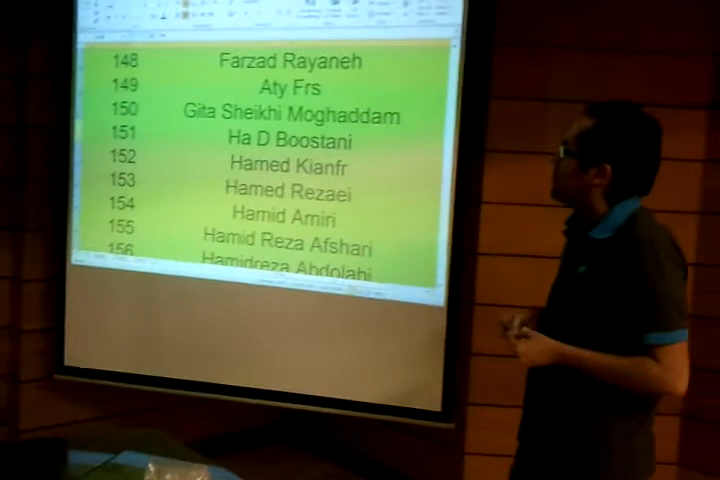 148 Farzad Rayaneh
149 Aty Frs
150 Gita Sheikhi Moghaddam
151 Ha D Boostani
152 Hamed Kianfr
153 Hamed Rezaei
154 Hamid Amiri
155 Hamid Reza Afshari
156 Hamidreza Abdolahi